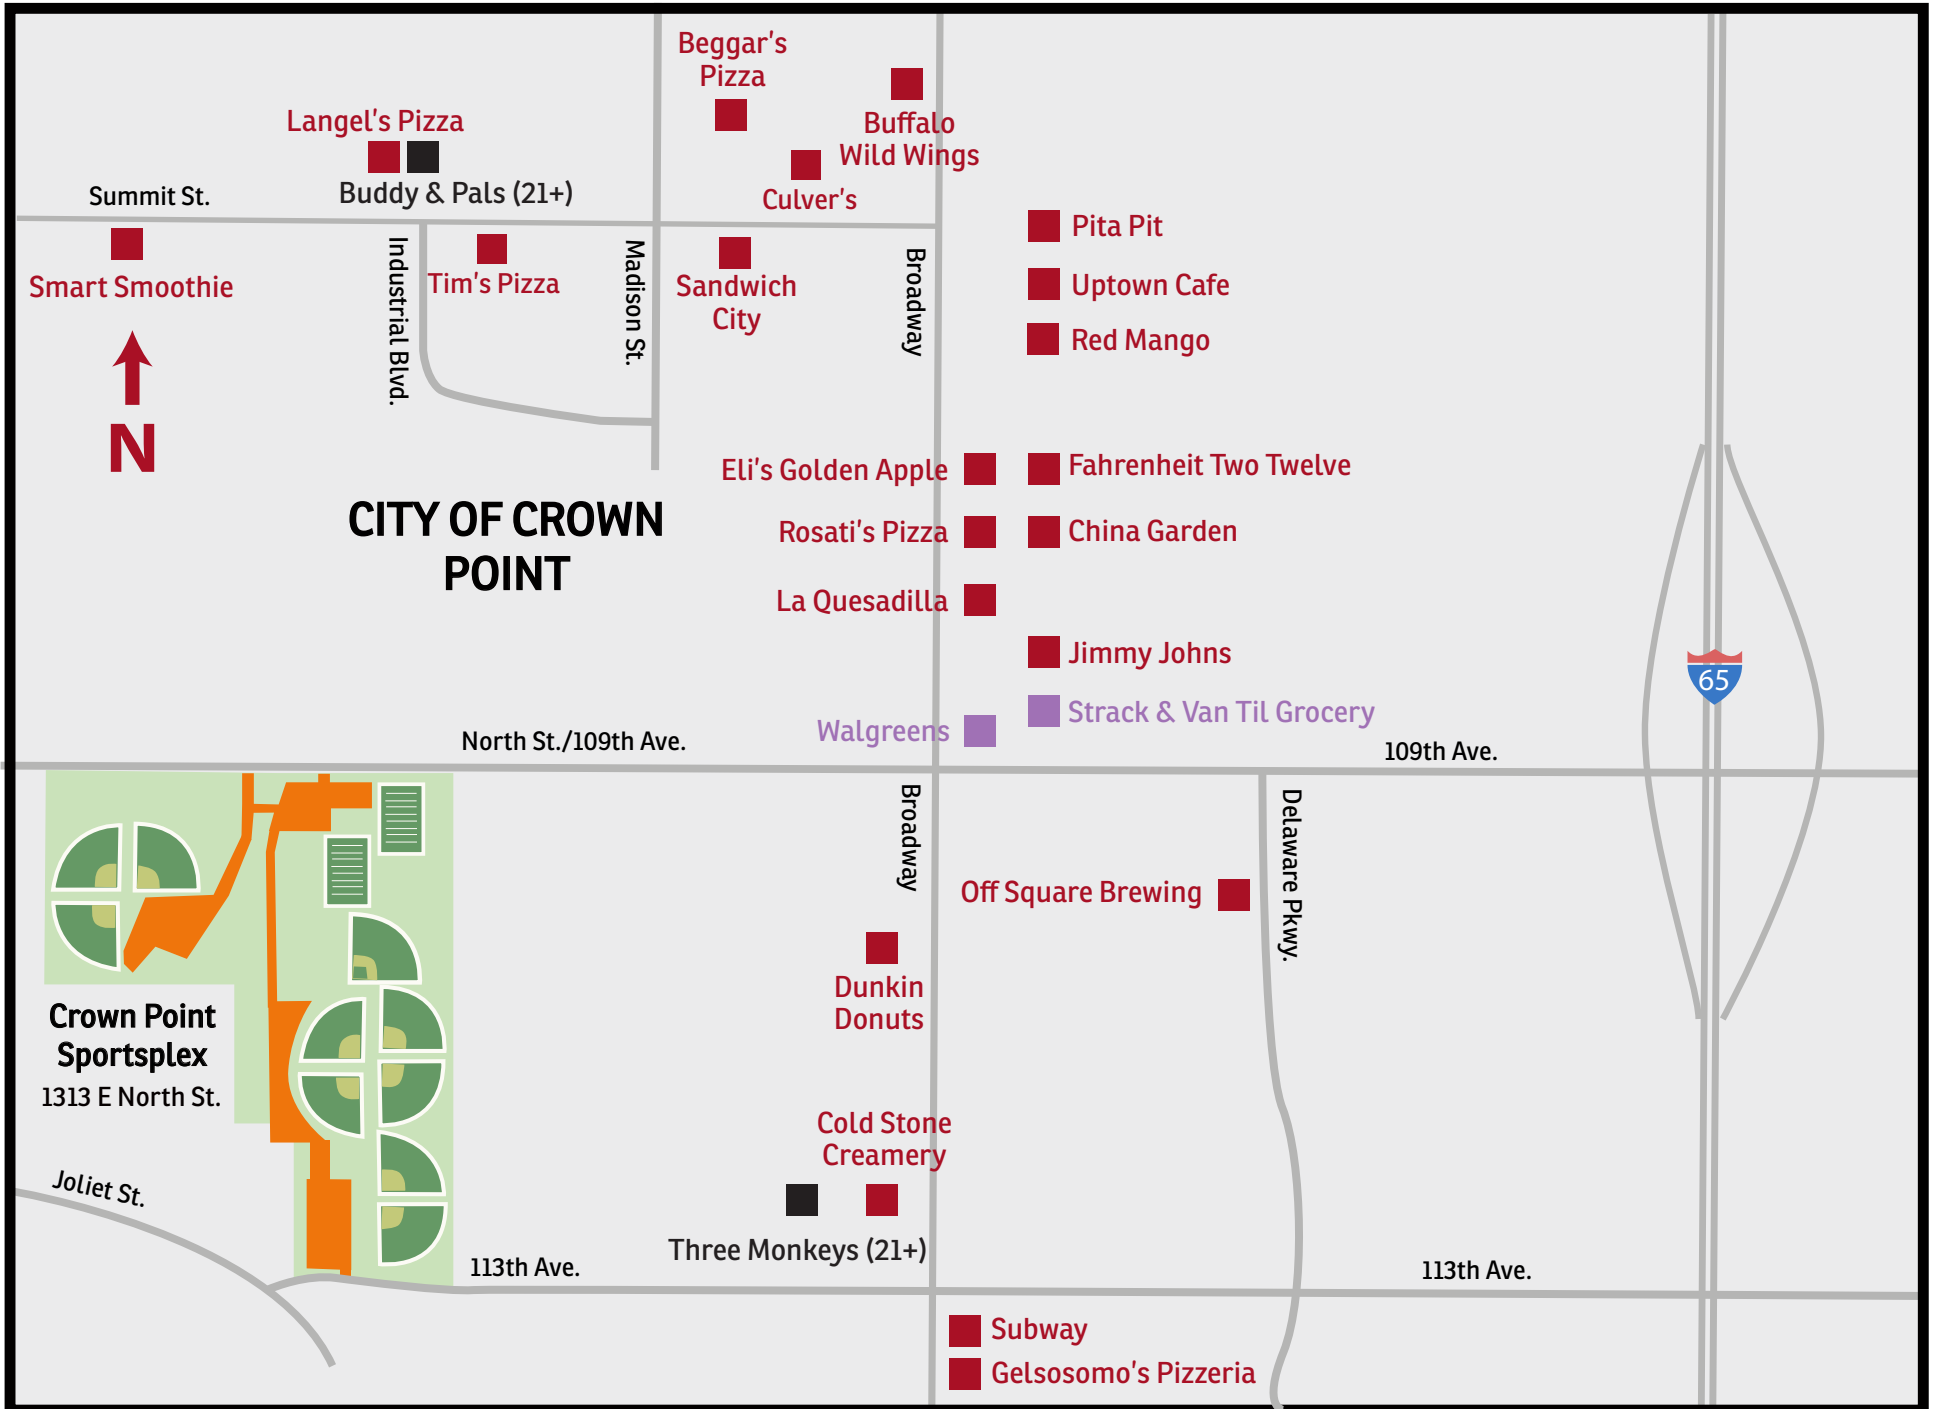 Beggar's
Pizza
Langel's Pizza
Buffalo
Wild Wings
Buddy & Pals (21+)
Culver's
Summit St.
Pita Pit
Smart Smoothie
Industrial Blvd.
Tim's Pizza
Madison St.
Sandwich
City
Broadway
Uptown Cafe
Red Mango
N
Eli's Golden Apple
Fahrenheit Two Twelve
CITY OF CROWN
POINT
Rosati's Pizza
China Garden
La Quesadilla
Jimmy Johns
65
Walgreens
Strack & Van Til Grocery
North St./109th Ave.
109th Ave.
Broadway
Delaware Pkwy.
Off Square Brewing
Dunkin
Donuts
Crown Point
Sportsplex
1313 E North St.
Cold Stone
Creamery
Joliet St.
Three Monkeys (21+)
113th Ave.
113th Ave.
Subway
Gelsosomo's Pizzeria